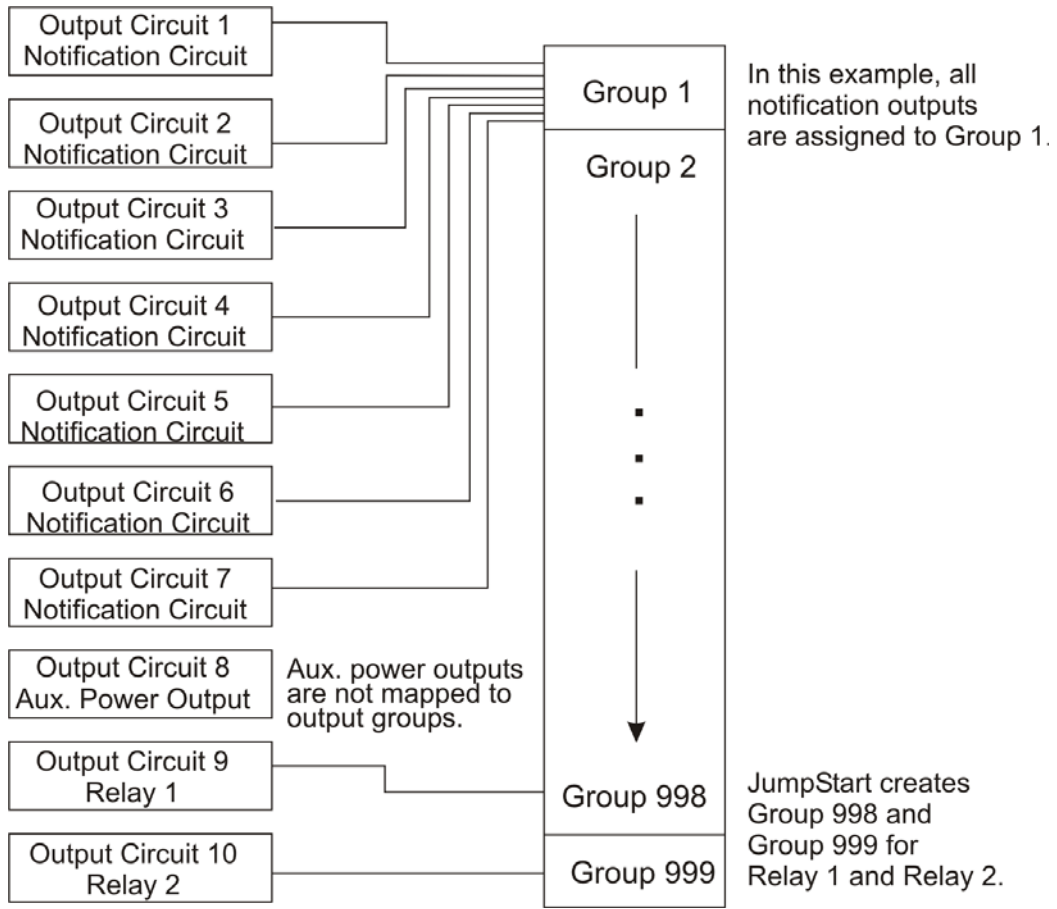 Output Circuit 1
Notification Circuit
Output Circuit 2
Notification Circuit
Output Circuit 3
Notification Circuit
Output Circuit 4
Notification Circuit
Output Circuit 5
Notification Circuit
Output Circuit 6
Notification Circuit
Output Circuit 7
Notification Circuit
Output Circuit 8
Aux. Power Output
Aux. power outputs
are not mapped to
output groups.
Output Circuit 9
Relay 1
Output Circuit 10
Relay 2
Group 1
Group 2
Group 998
Group 999
In this example, all
notification outputs
are assigned to Group 1.
JumpStart creates
Group 998 and
Group 999 for
Relay 1 and Relay 2.